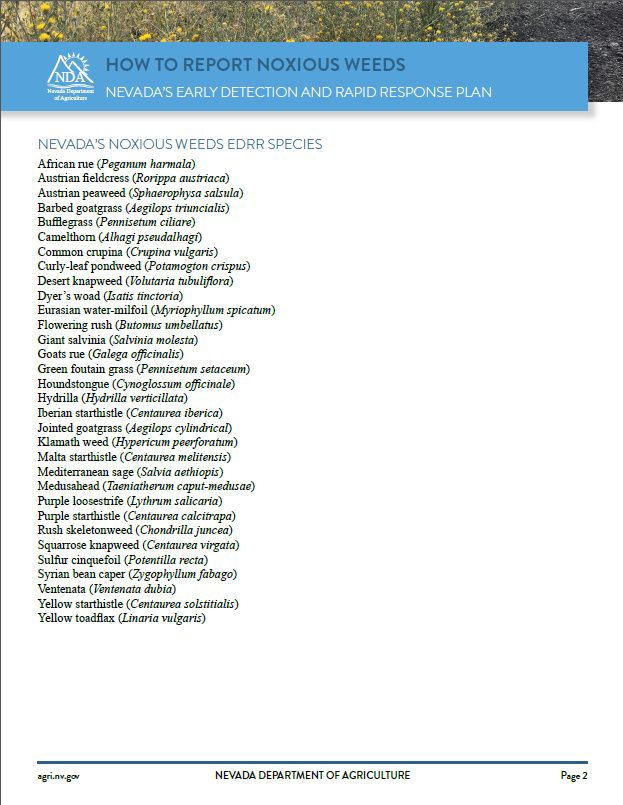 NDA
Nevada Department
of Agriculture
HOW TO REPORT NOXIOUS WEEDS
NEVADA'S EARLY DETECTION AND RAPID RESPONSE PLAN
NEVADA'S NOXIOUS WEEDS EDRR SPECIES
African rue (Peganum harmala)
Austrian fieldcress (Rorippa austriaca)
Austrian peaweed (Sphaerophysa salsula)
Barbed goatgrass (Aegilops triuncialis)
Bufflegrass (Pennisetum ciliare)
Camelthorn (Alhagi pseudalhagi)
Common crupina (Crupina vulgaris)
Curly-leaf pondweed (Potamogton crispus)
Desert knapweed (Volutaria tubuliflora)
Dyer's woad (Isatis tinctoria)
Eurasian water-milfoil (Myriophyllum spicatum)
Flowering rush (Butomus umbellatus)
Giant salvinia (Salvinia molesta)
Goats rue (Galega officinalis)
Green foutain grass (Pennisetum setaceum)
Houndstongue (Cynoglossum officinale)
Hydrilla (Hydrilla verticillata)
Iberian starthistle (Centaurea iberica)
Jointed goatgrass (Aegilops cylindrical)
Klamath weed (Hypericum peerforatum)
Malta starthistle (Centaurea melitensis)
Mediterranean sage (Salvia aethiopis)
Medusahead (Taeniatherum caput-medusae)
Purple loosestrife (Lythrum salicaria)
Purple starthistle (Centaurea calcitrapa)
Rush skeletonweed (Chondrilla juncea)
Squarrose knapweed (Centaurea virgata)
Sulfur cinquefoil (Potentilla recta)
Syrian bean caper (Zygophyllum fabago)
Ventenata (Ventenata dubia)
Yellow starthistle (Centaurea solstitialis)
Yellow toadflax (Linaria vulgaris)
agri.nv.gov NEVADA DEPARTMENT OF AGRICULTURE Page 2